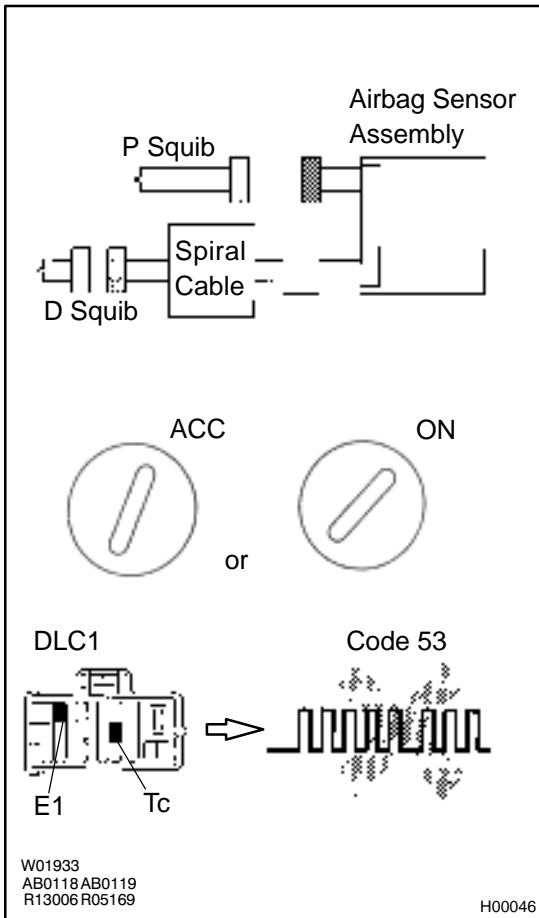 Airbag Sensor
Assembly
P Squib
Spiral
Cable
D Squib
ACC
ON
or
DLC1
Code 53
E1
Tc
W01933
AB0118 AB0119
R13006 R05169
H00046